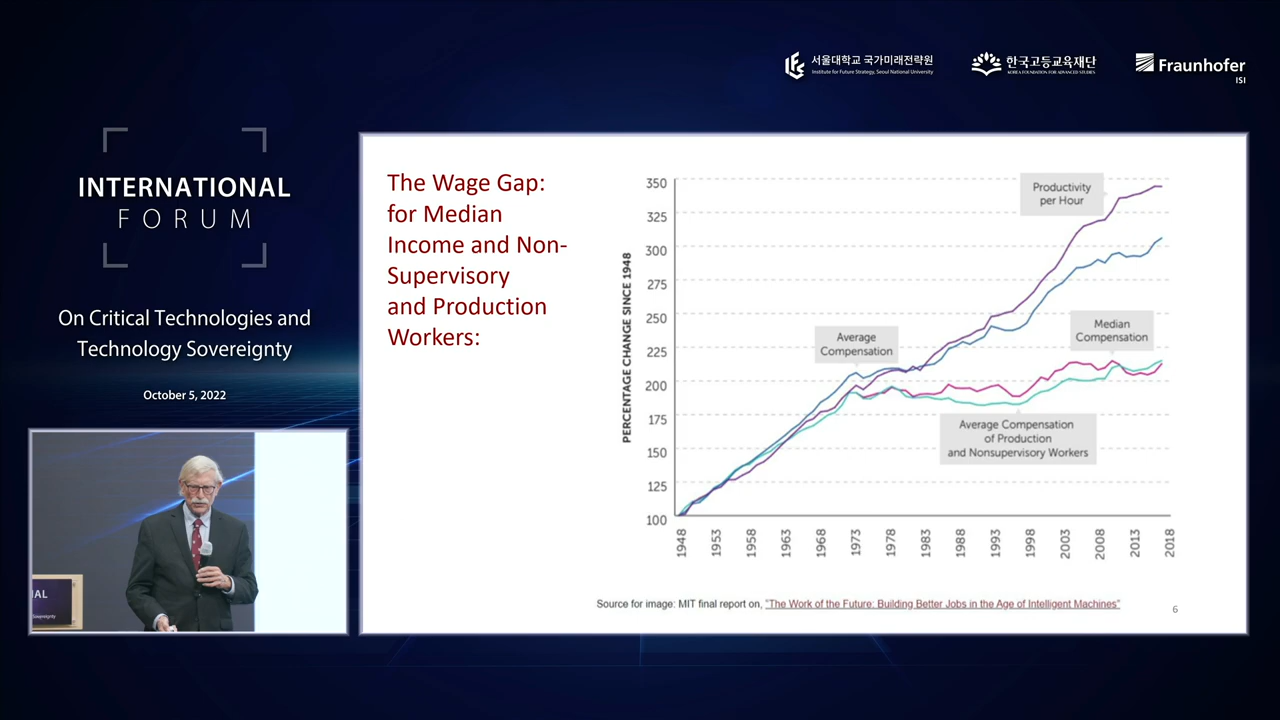 서울대학교 국가미래전략원
Institute for Future Strategy, Seoul National University
한국고등교육재단
KOREA FOUNDATION FOR ADVANCED STUDIES
Fraunhofer
ISI
INTERNATIONAL
FORUM
On Critical Technologies and
Technology Sovereignty
October 5, 2022
The Wage Gap:
for Median
Income and Non-
Supervisory
and Production
Workers:
PERCENTAGE CHANGE SINCE 1948
350
325
300
275
250
225
200
175
150
125
100
1948
1953
1958
1963
1968
1973
1978
1983
1988
1993
1998
2003
2008
2013
2018
Productivity
per Hour
Average
Compensation
Median
Compensation
Average Compensation
of Production
and Nonsupervisory Workers
Source for image: MIT final report on, "The Work of the Future: Building Better Jobs in the Age of Intelligent Machines"
6
NAL
Sovereignty